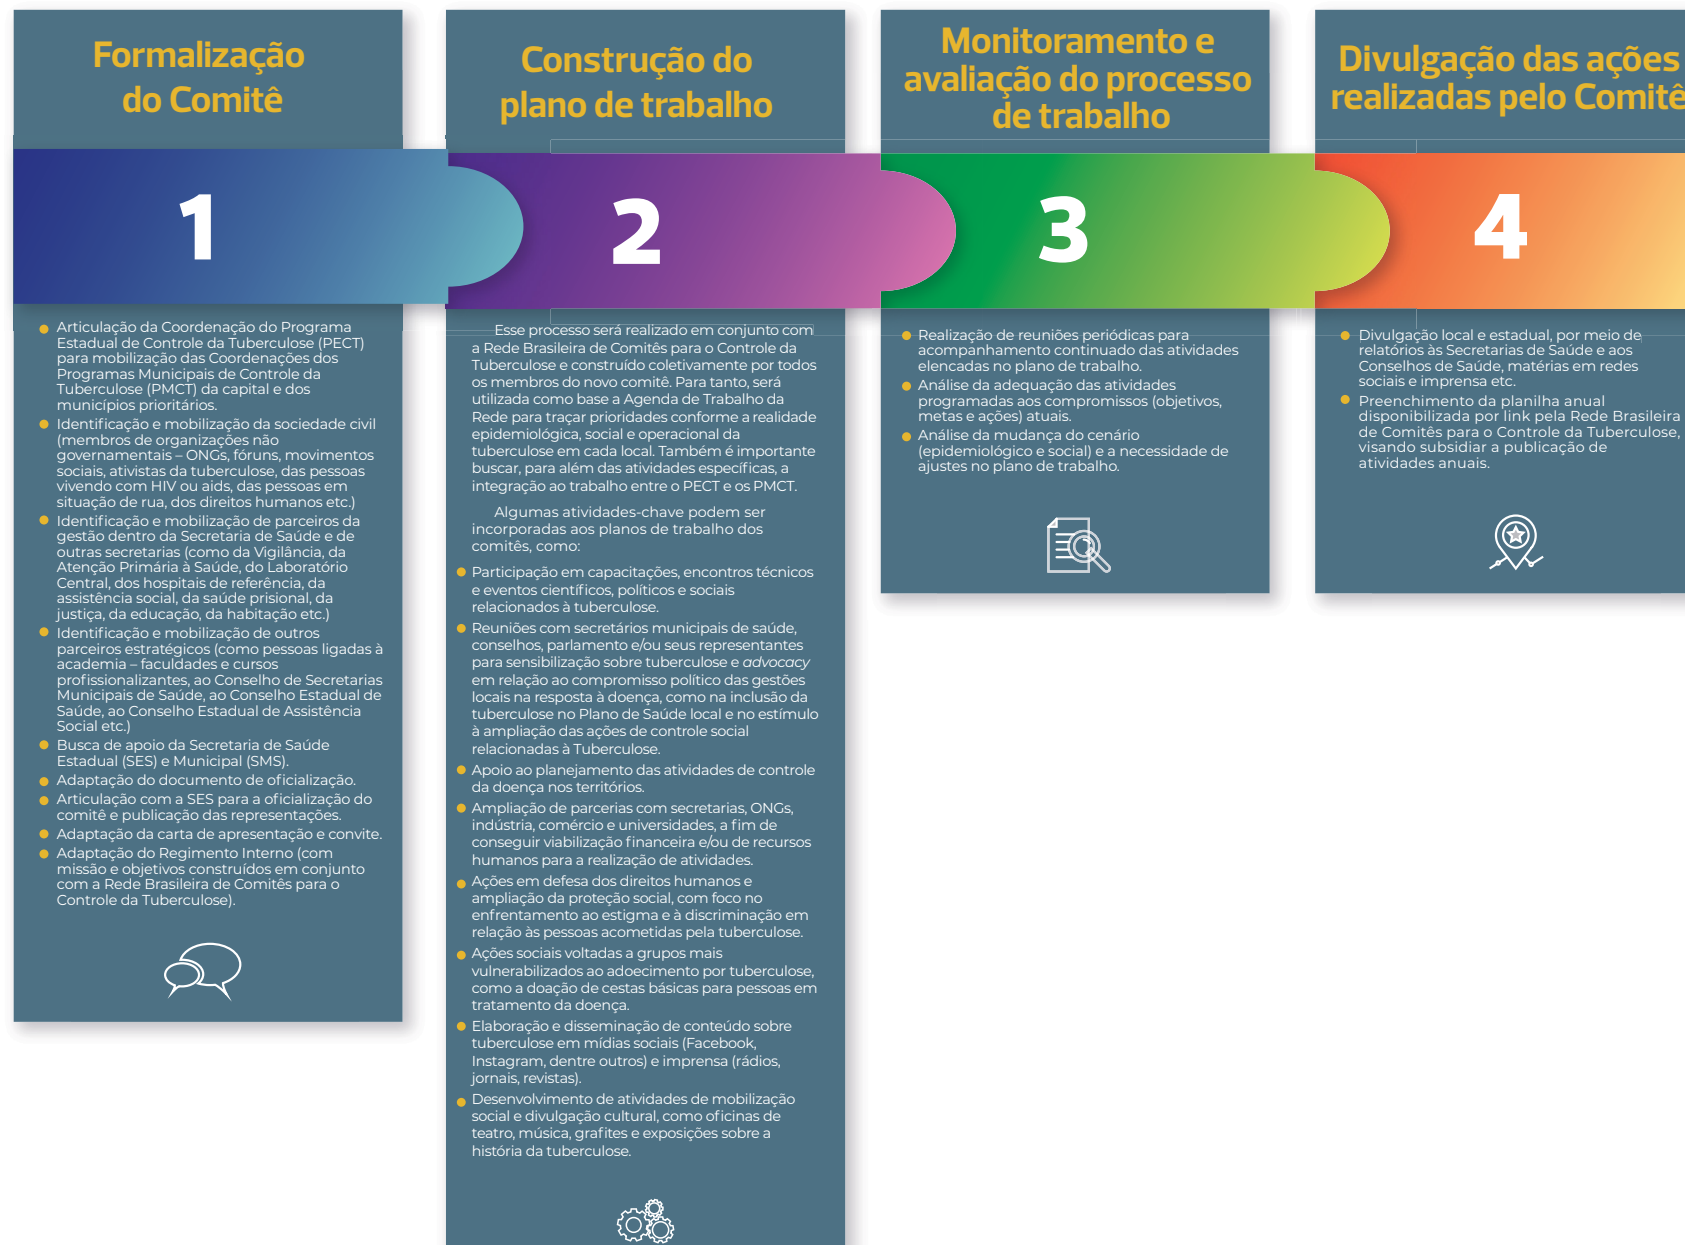 Formalização
do Comitê
1
Articulação da Coordenação do Programa
Estadual de Controle da Tuberculose (PECT)
para mobilização das Coordenações dos
Programas Municipais de Controle da
Tuberculose (PMCT) da capital e dos
municípios prioritários.
Identificação e mobilização da sociedade civil
(membros de organizações não
governamentais – ONGs, fóruns, movimentos
sociais, ativistas da tuberculose, das pessoas
vivendo com HIV ou aids, das pessoas em
situação de rua, dos direitos humanos etc.)
Identificação e mobilização de parceiros da
gestão dentro da Secretaria de Saúde e de
outras secretarias (como da Vigilância, da
Atenção Primária à Saúde, do Laboratório
Central, dos hospitais de referência, da
assistência social, da saúde prisional, da
justiça, da educação, da habitação etc.)
Identificação e mobilização de outros
parceiros estratégicos (como pessoas ligadas à
academia – faculdades e cursos
profissionalizantes, ao Conselho de Secretarias
Municipais de Saúde, ao Conselho Estadual de
Saúde, ao Conselho Estadual de Assistência
Social etc.)
Busca de apoio da Secretaria de Saúde
Estadual (SES) e Municipal (SMS).
Adaptação do documento de oficialização.
Articulação com a SES para a oficialização do
comitê e publicação das representações.
Adaptação da carta de apresentação e convite.
Adaptação do Regimento Interno (com
missão e objetivos construídos em conjunto
com a Rede Brasileira de Comitês para o
Controle da Tuberculose).
Construção do
plano de trabalho
2
Esse processo será realizado em conjunto com
a Rede Brasileira de Comitês para o Controle da
Tuberculose e construído coletivamente por todos
os membros do novo comitê. Para tanto, será
utilizada como base a Agenda de Trabalho da
Rede para traçar prioridades conforme a realidade
epidemiológica, social e operacional da
tuberculose em cada local. Também é importante
buscar, para além das atividades específicas, a
integração ao trabalho entre o PECT e os PMCT.
Algumas atividades-chave podem ser
incorporadas aos planos de trabalho dos
comitês, como:
Participação em capacitações, encontros técnicos
e eventos científicos, políticos e sociais
relacionados à tuberculose.
Reuniões com secretários municipais de saúde,
conselhos, parlamento e/ou seus representantes
para sensibilização sobre tuberculose e advocacy
em relação ao compromisso político das gestões
locais na resposta à doença, como na inclusão da
tuberculose no Plano de Saúde local e no estímulo
à ampliação das ações de controle social
relacionadas à Tuberculose.
Apoio ao planejamento das atividades de controle
da doença nos territórios.
Ampliação de parcerias com secretarias, ONGs,
indústria, comércio e universidades, a fim de
conseguir viabilização financeira e/ou de recursos
humanos para a realização de atividades.
Ações em defesa dos direitos humanos e
ampliação da proteção social, com foco no
enfrentamento ao estigma e à discriminação em
relação às pessoas acometidas pela tuberculose.
Ações sociais voltadas a grupos mais
vulnerabilizados ao adoecimento por tuberculose,
como a doação de cestas básicas para pessoas em
tratamento da doença.
Elaboração e disseminação de conteúdo sobre
tuberculose em mídias sociais (Facebook,
Instagram, dentre outros) e imprensa (rádios,
jornais, revistas).
Desenvolvimento de atividades de mobilização
social e divulgação cultural, como oficinas de
teatro, música, grafites e exposições sobre a
história da tuberculose.
Monitoramento e
avaliação do processo
de trabalho
3
Realização de reuniões periódicas para
acompanhamento continuado das atividades
elencadas no plano de trabalho.
Análise da adequação das atividades
programadas aos compromissos (objetivos,
metas e ações) atuais.
Análise da mudança do cenário
(epidemiológico e social) e a necessidade de
ajustes no plano de trabalho.
Divulgação das ações
realizadas pelo Comitê
4
Divulgação local e estadual, por meio de
relatórios às Secretarias de Saúde e aos
Conselhos de Saúde, matérias em redes
sociais e imprensa etc.
Preenchimento da planilha anual
disponibilizada por link pela Rede Brasileira
de Comitês para o Controle da Tuberculose,
visando subsidiar a publicação de
atividades anuais.